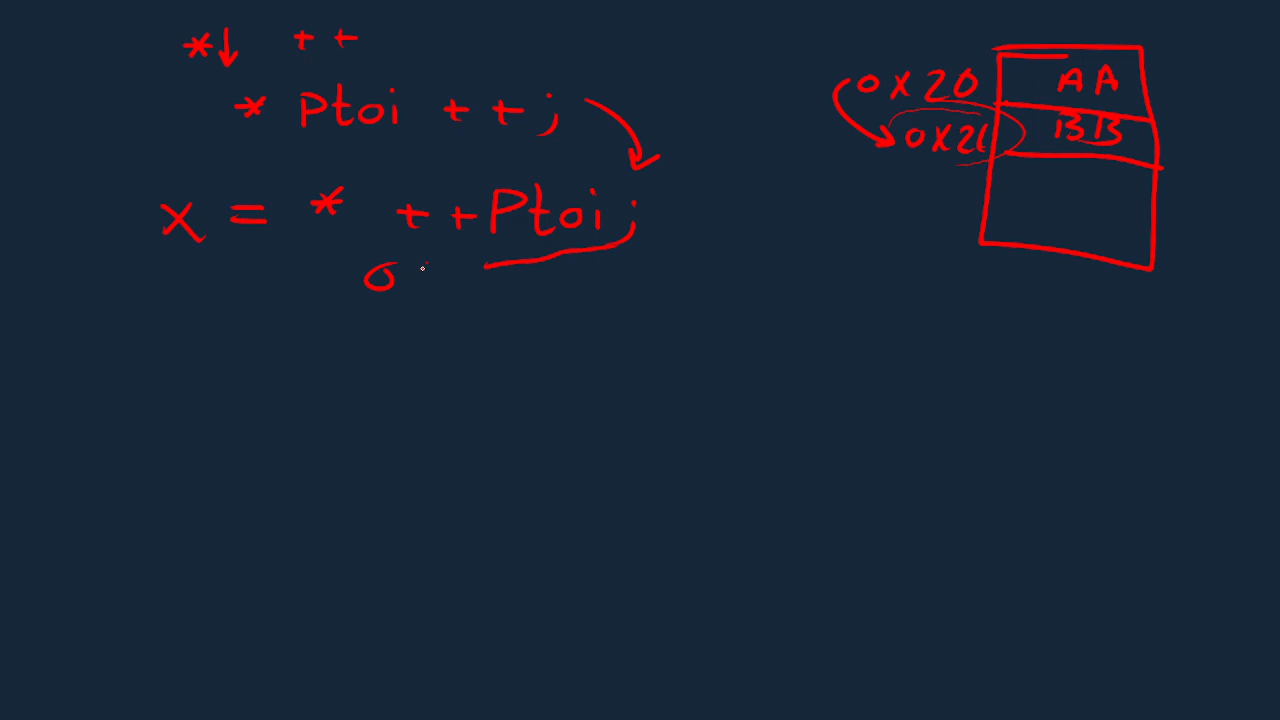 *↓ + +
* Ptoi + + ;
x = * + +Ptoi ;
0x20 AA
0x21 BB